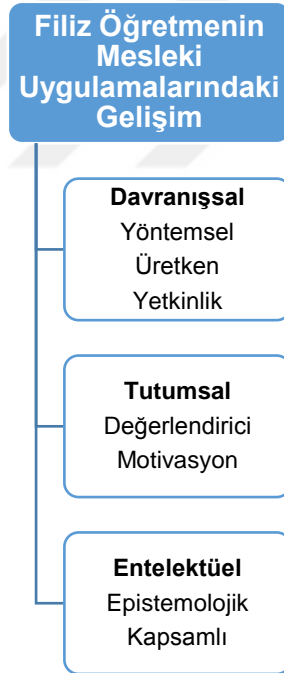 Filiz Öğretmenin
Mesleki
Uygulamalarındaki
Gelişim
Davranışsal
Yöntemsel
Üretken
Yetkinlik
Tutumsal
Değerlendirici
Motivasyon
Entelektüel
Epistemolojik
Kapsamlı